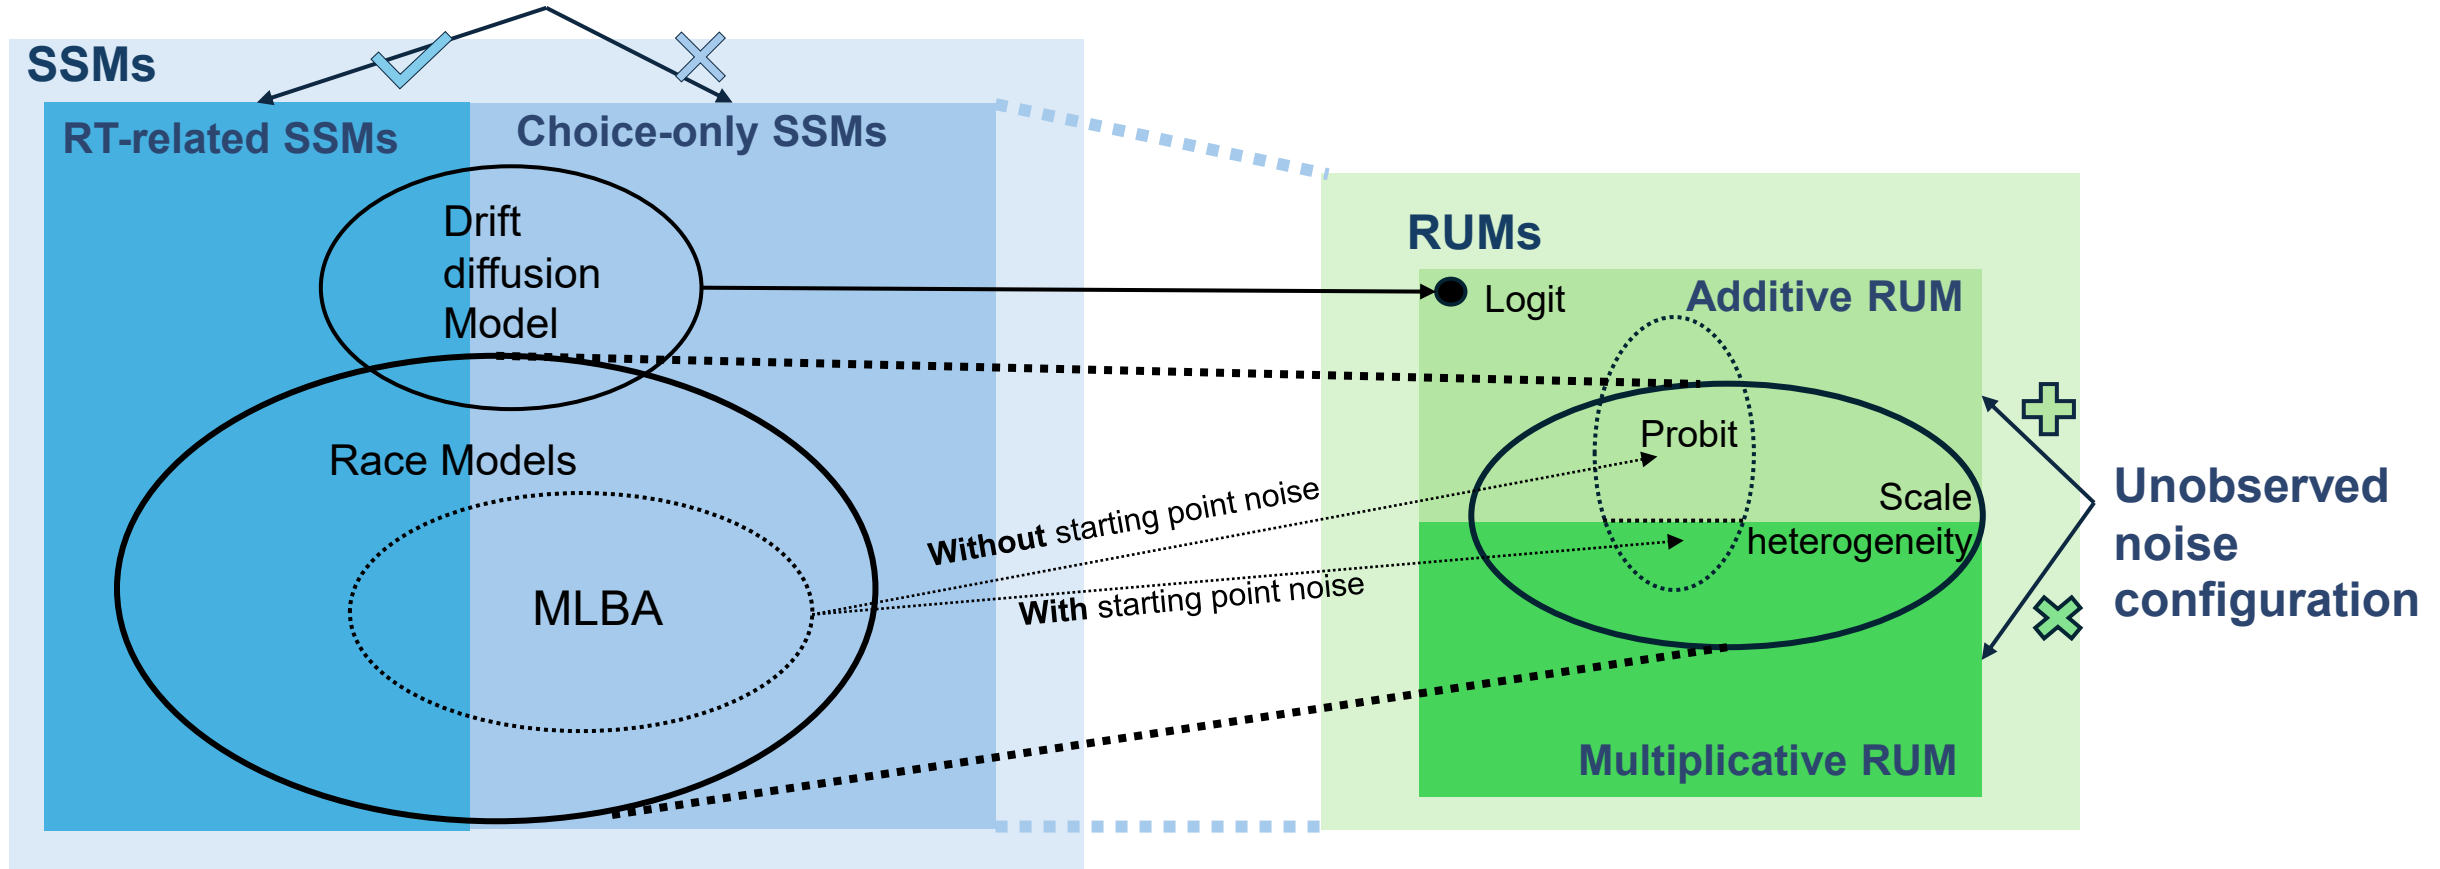 SSMs
RT-related SSMs
Choice-only SSMs
Drift
diffusion
Model
Race Models
MLBA
Without starting point noise
With starting point noise
RUMs
Logit
Additive RUM
Probit
Scale
heterogeneity
Multiplicative RUM
Unobserved
noise
configuration